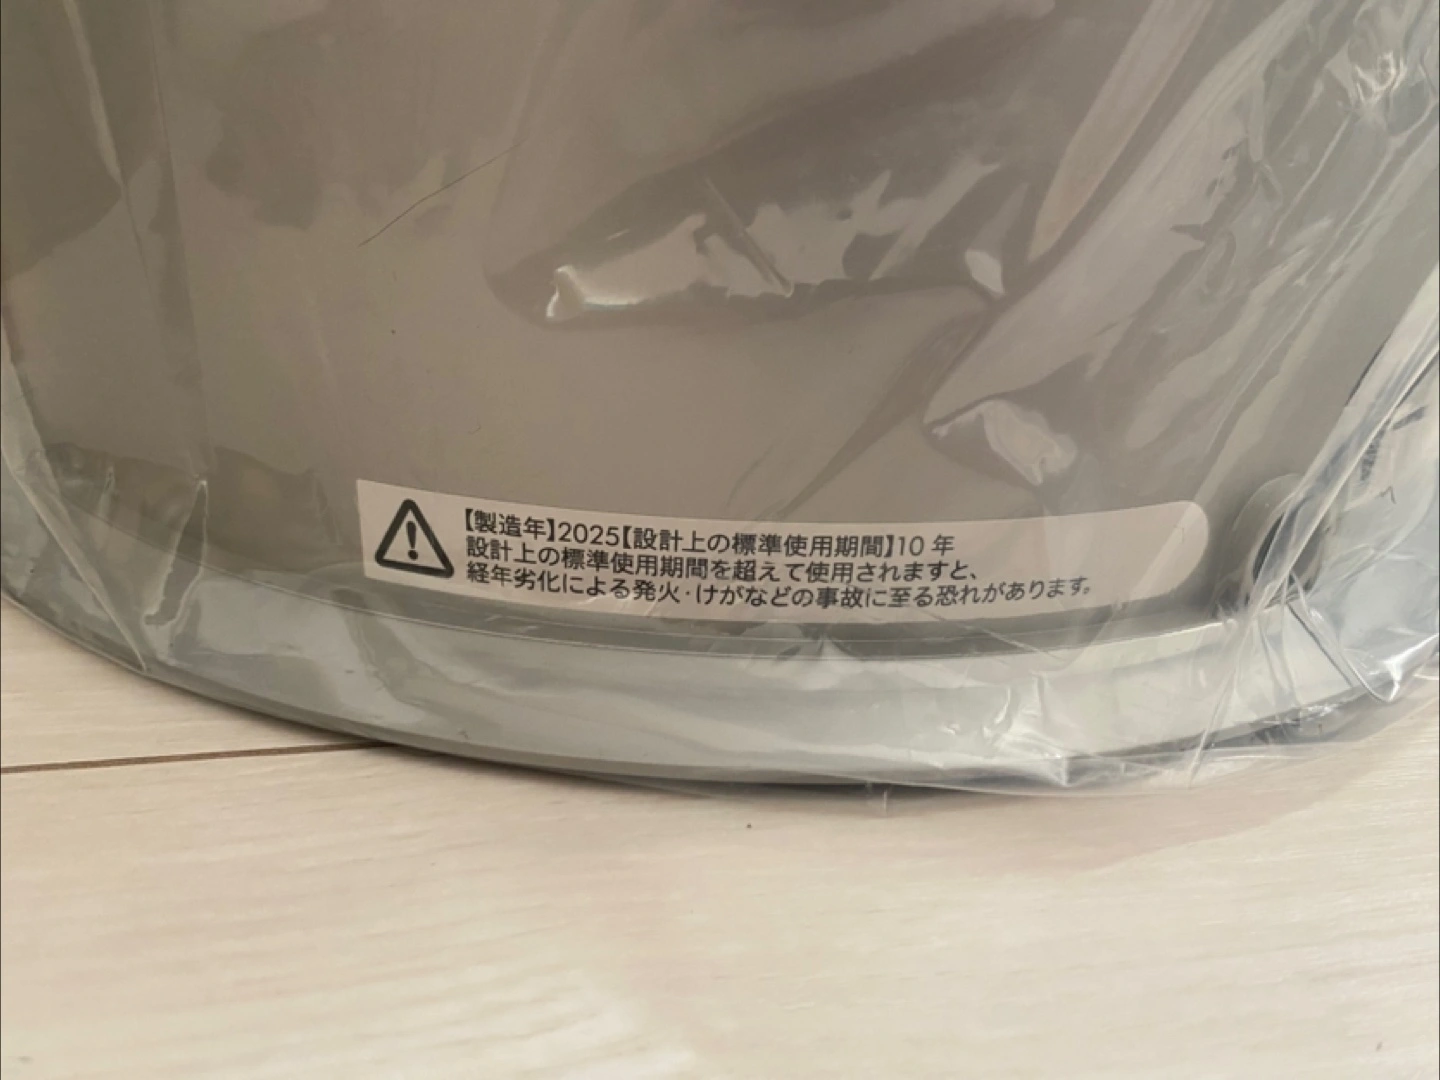 【製造年】2025【設計上の標準使用期間】10 年
設計上の標準使用期間を超えて使用されますと、
経年劣化による発火・けがなどの事故に至る恐れがあります。